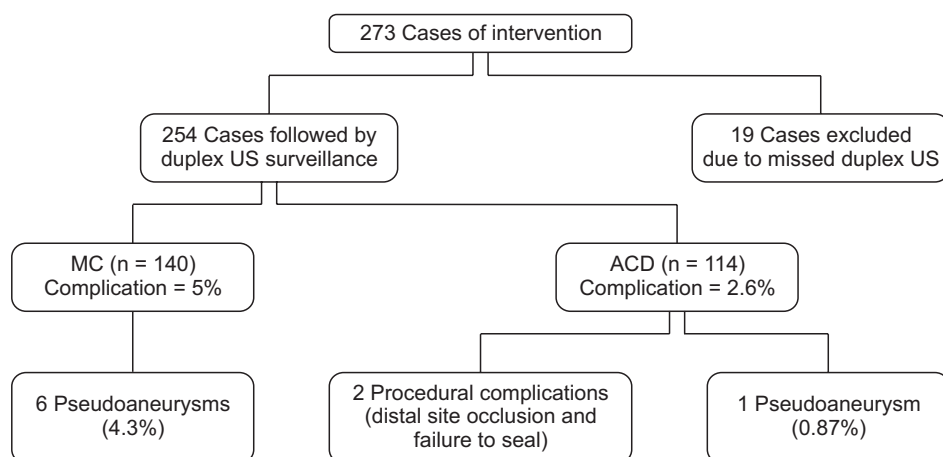 273 Cases of intervention
254 Cases followed by
duplex US surveillance
19 Cases excluded
due to missed duplex US
MC (n = 140)
Complication = 5%
ACD (n = 114)
Complication = 2.6%
6 Pseudoaneurysms
(4.3%)
2 Procedural complications
(distal site occlusion and
failure to seal)
1 Pseudoaneurysm
(0.87%)